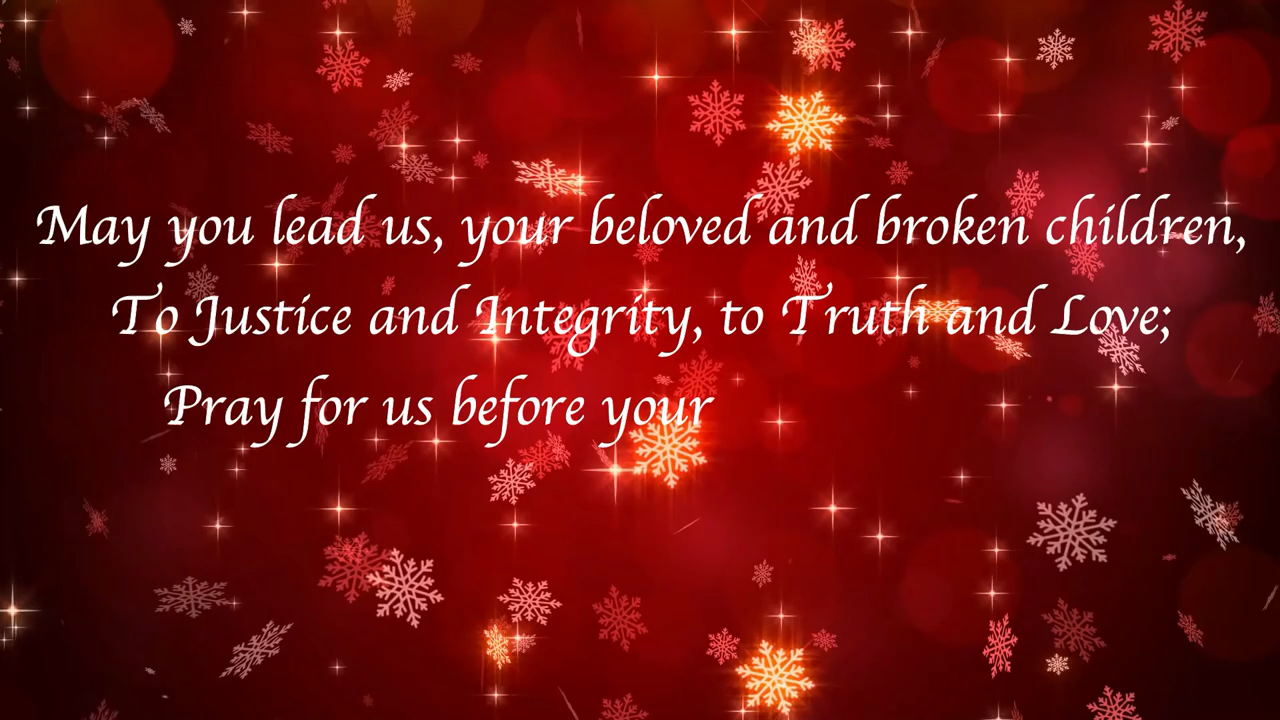 May you lead us, your beloved and broken children,
To Justice and Integrity, to Truth and Love;
Pray for us before your